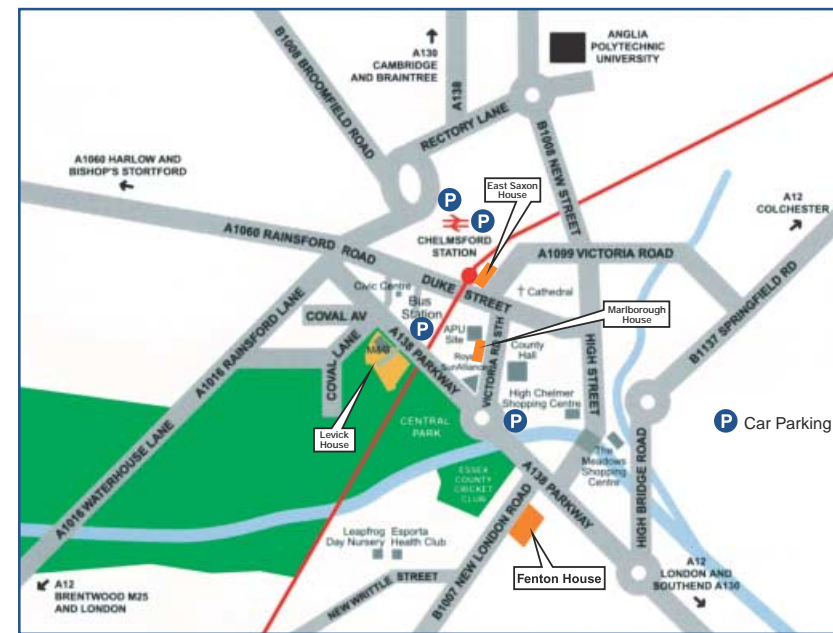 ANGLIA
POLYTECHNIC
UNIVERSITY
A130
CAMBRIDGE
AND BRAINTREE
B1008 BROOMFIELD ROAD
A138
RECTORY LANE
B1008 NEW STREET
A1060 HARLOW AND
BISHOP'S STORTFORD
A12
COLCHESTER
East Saxon
House
P
P
CHELMSFORD
STATION
A1060 RAINSFORD ROAD
A1099 VICTORIA ROAD
DUKE STREET
Cathedral
Civic Centre
Bus
Station
P
COVAL AV
COVAL LANE
A1016 RAINSFORD LANE
A138 PARKWAY
APU
Site
Royal
SunAlliance
VICTORIA RD STH
County
Hall
Marlborough
House
HIGH STREET
B1137 SPRINGFIELD RD
High Chelmer
Shopping Centre
P
P Car Parking
Levick
House
CENTRAL
PARK
ESSEX
COUNTY
CRICKET
CLUB
The
Meadows
Shopping
Centre
A138 PARKWAY
HIGH BRIDGE ROAD
A1016 WATERHOUSE LANE
Leapfrog
Day Nursery
Esporta
Health Club
B1007 NEW LONDON ROAD
NEW WRITTLE STREET
Fenton House
A12
BRENTWOOD M25
AND LONDON
A12
LONDON AND
SOUTHEND A130